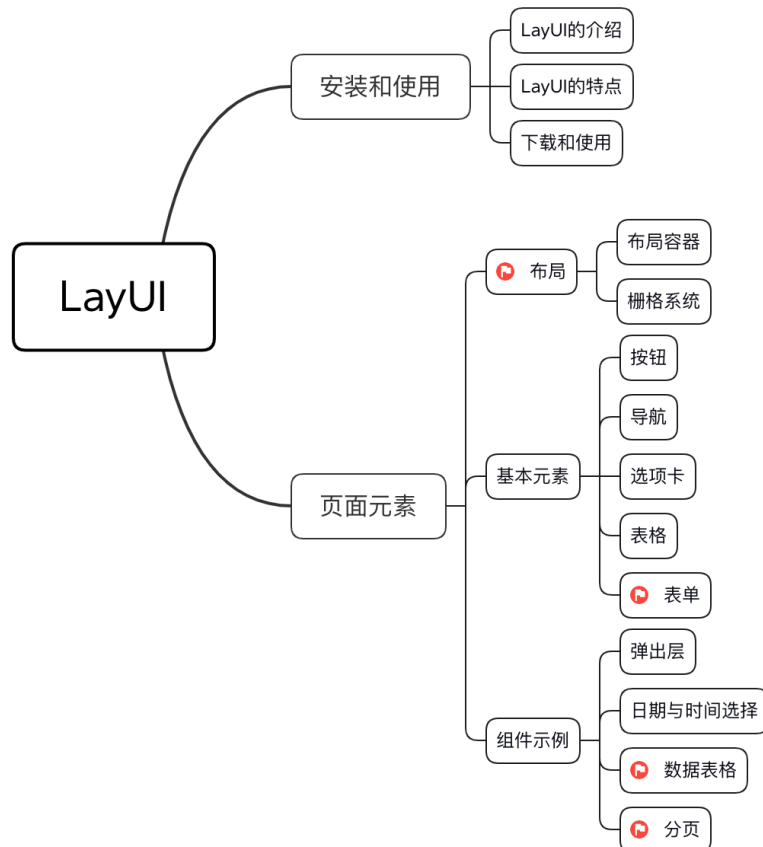 LayUI
安装和使用
LayUI的介绍
LayUI的特点
下载和使用
页面元素
布局
布局容器
栅格系统
基本元素
按钮
导航
选项卡
表格
表单
组件示例
弹出层
日期与时间选择
数据表格
分页